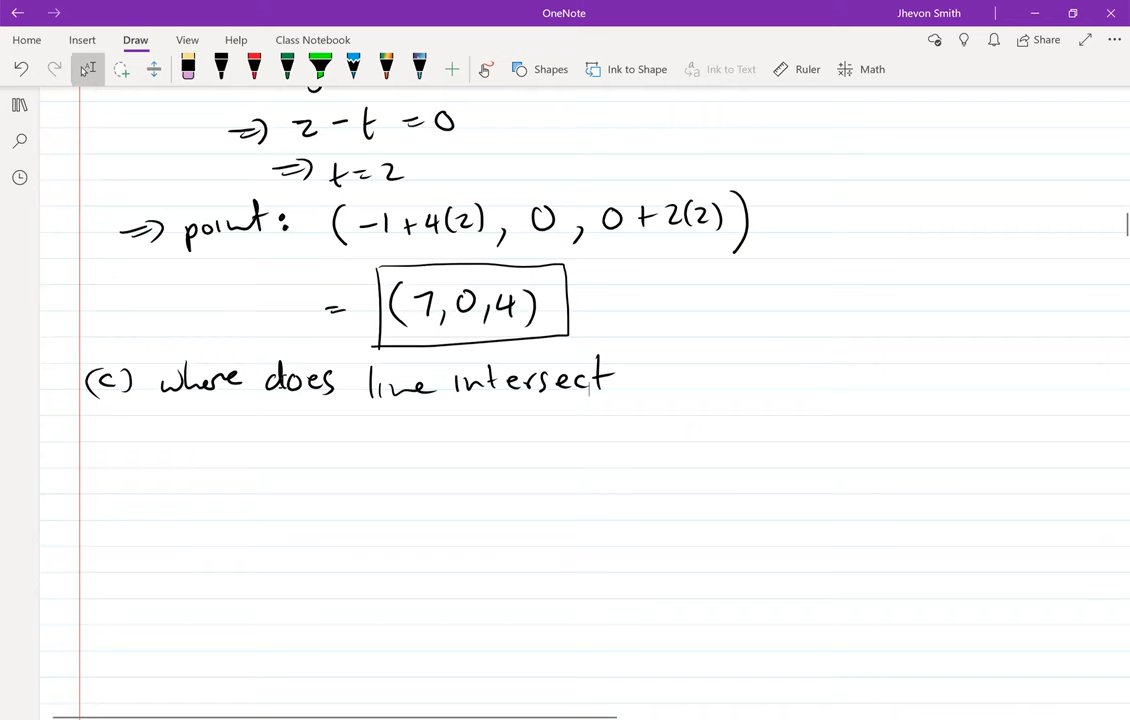 OneNote
Jhevon Smith
Home Insert Draw View Help Class Notebook
Share
Shapes Ink to Shape Ink to Text Ruler Math
⇒ 2 - t = 0
⇒ t = 2
⇒ point: (-1+4(2), 0, 0+2(2))
= (7,0,4)
(c) where does line intersect